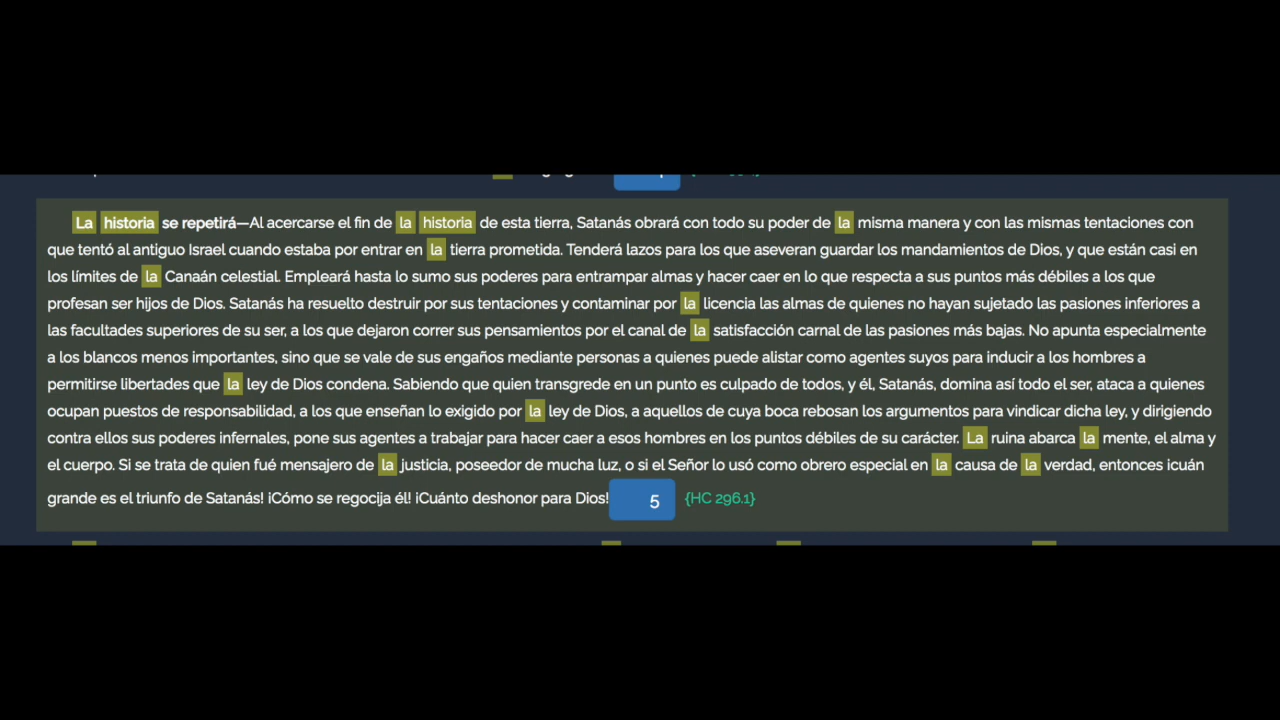 La historia se repetirá—Al acercarse el fin de la historia de esta tierra, Satanás obrará con todo su poder de la misma manera y con las mismas tentaciones con
que tentó al antiguo Israel cuando estaba por entrar en la tierra prometida. Tenderá lazos para los que aseveran guardar los mandamientos de Dios, y que están casi en
los límites de la Canaán celestial. Empleará hasta lo sumo sus poderes para entrampar almas y hacer caer en lo que respecta a sus puntos más débiles a los que
profesan ser hijos de Dios. Satanás ha resuelto destruir por sus tentaciones y contaminar por la licencia las almas de quienes no hayan sujetado las pasiones inferiores a
las facultades superiores de su ser, a los que dejaron correr sus pensamientos por el canal de la satisfacción carnal de las pasiones más bajas. No apunta especialmente
a los blancos menos importantes, sino que se vale de sus engaños mediante personas a quienes puede alistar como agentes suyos para inducir a los hombres a
permitirse libertades que la ley de Dios condena. Sabiendo que quien transgrede en un punto es culpado de todos, y él, Satanás, domina así todo el ser, ataca a quienes
ocupan puestos de responsabilidad, a los que enseñan lo exigido por la ley de Dios, a aquellos de cuya boca rebosan los argumentos para vindicar dicha ley, y dirigiendo
contra ellos sus poderes infernales, pone sus agentes a trabajar para hacer caer a esos hombres en los puntos débiles de su carácter. La ruina abarca la mente, el alma y
el cuerpo. Si se trata de quien fué mensajero de la justicia, poseedor de mucha luz, o si el Señor lo usó como obrero especial en la causa de la verdad, entonces ¡cuán
grande es el triunfo de Satanás! ¡Cómo se regocija él! ¡Cuánto deshonor para Dios! 5 {HC 296.1}